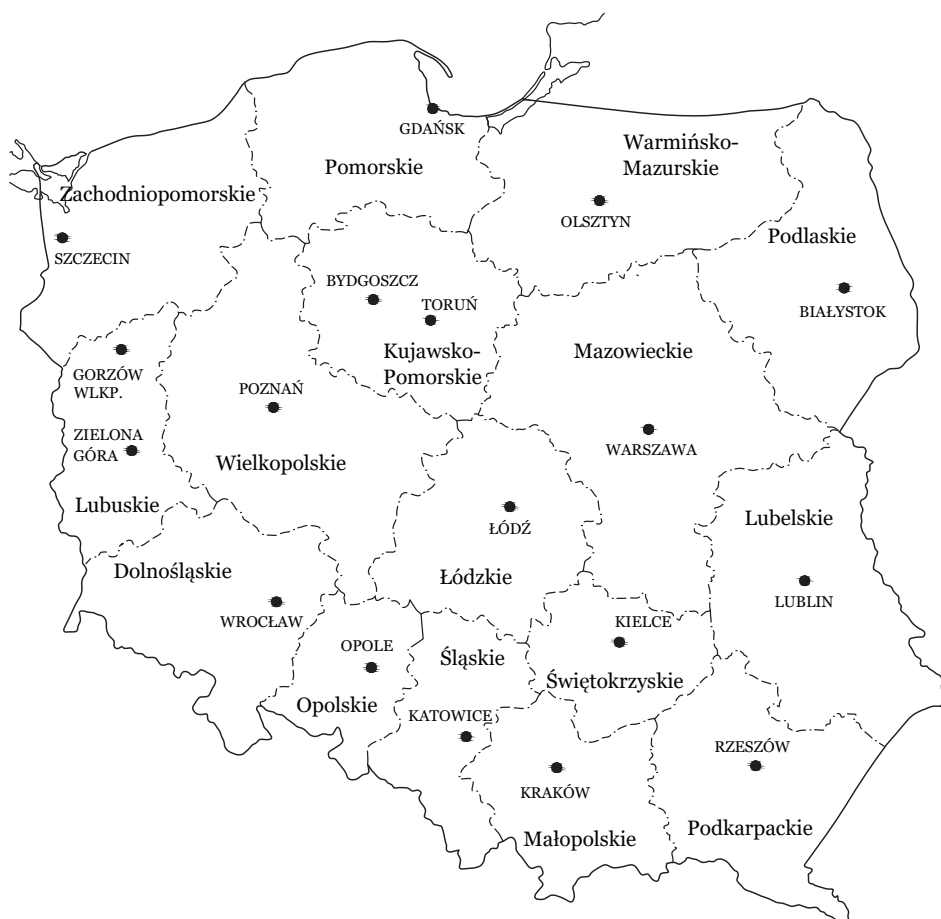 GDAŃSK
Warmińsko-
Mazurskie
Pomorskie
Zachodniopomorskie
OLSZTYN
Podlaskie
SZCZECIN
BYDGOSZCZ
TORUŃ
BIAŁYSTOK
Kujawsko-
Pomorskie
Mazowieckie
GORZÓW
WLKP.
POZNAŃ
ZIELONA
GÓRA
WARSZAWA
Wielkopolskie
Lubuskie
ŁÓDŹ
Lubelskie
Dolnośląskie
Łódzkie
LUBLIN
WROCŁAW
KIELCE
OPOLE
Śląskie
Świętokrzyskie
Opolskie
KATOWICE
RZESZÓW
KRAKÓW
Podkarpackie
Małopolskie